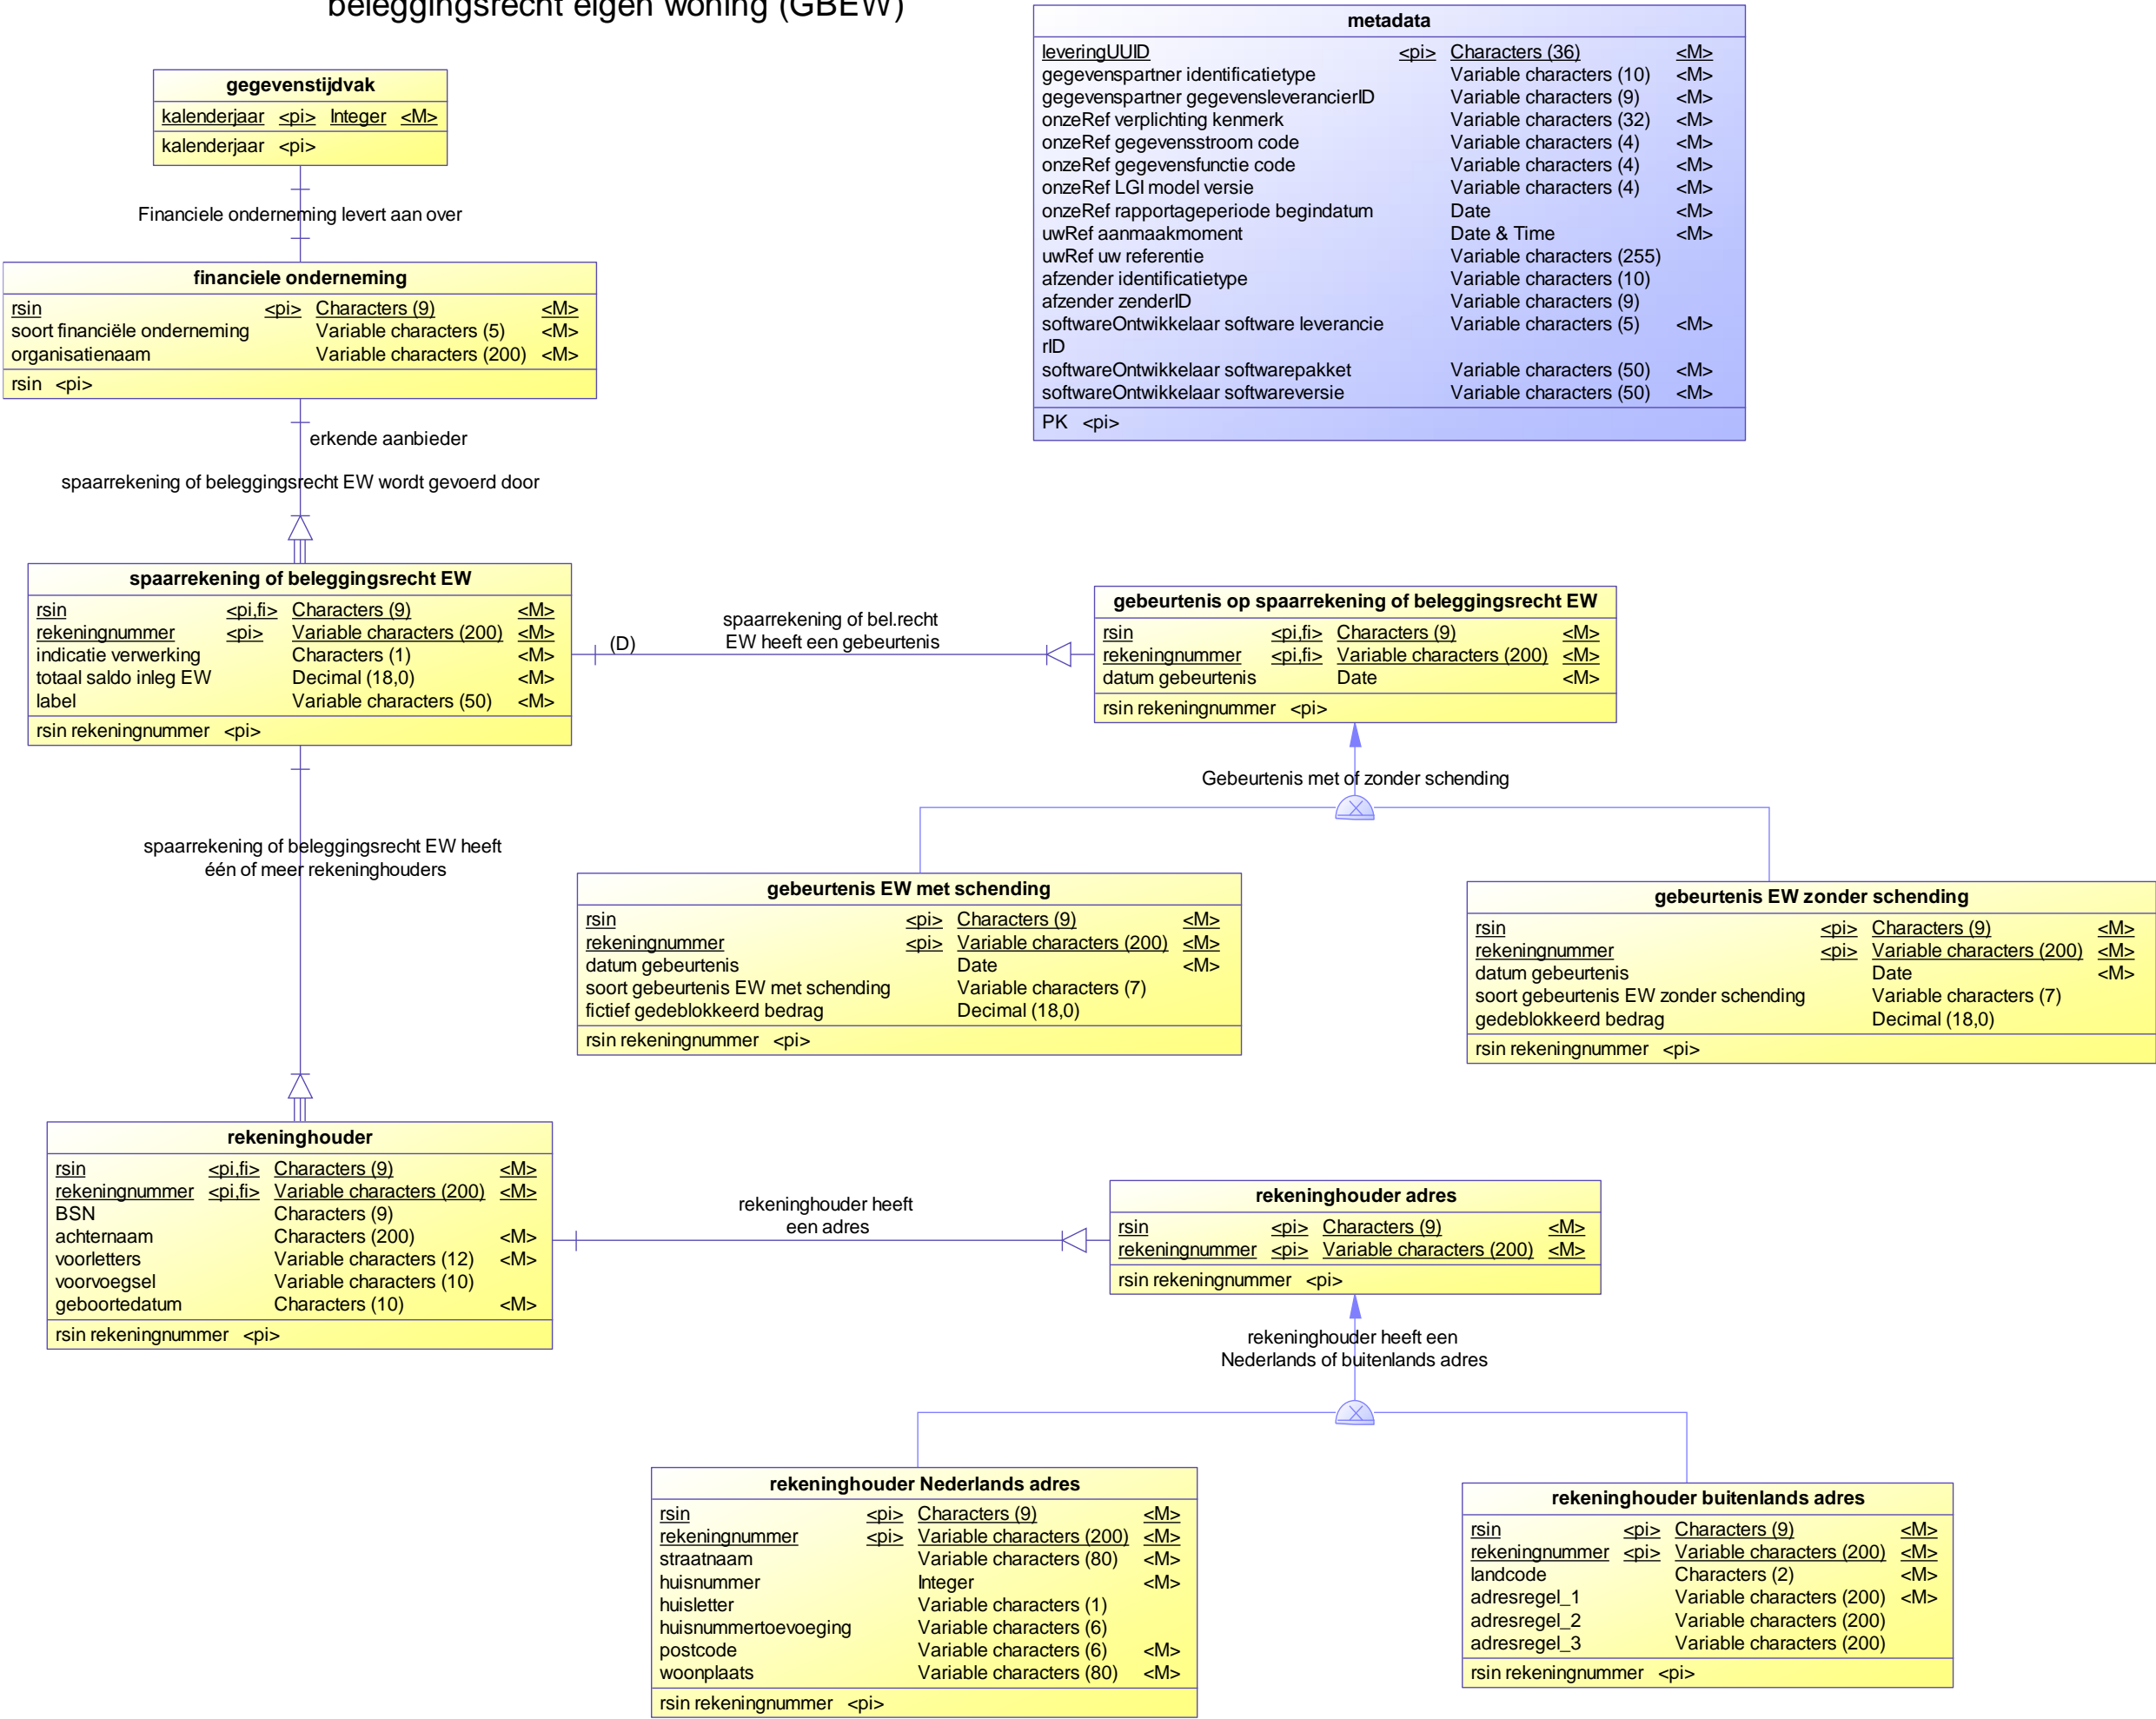 beleggingsrecht eigen woning (GBEW)
metadata
leveringUUID <pi> Characters (36) <M>
gegevenspartner identificatietype Variable characters (10) <M>
gegevenspartner gegevensleverancierID Variable characters (9) <M>
onzeRef verplichting kenmerk Variable characters (32) <M>
onzeRef gegevensstroom code Variable characters (4) <M>
onzeRef gegevensfunctie code Variable characters (4) <M>
onzeRef LGI model versie Variable characters (4) <M>
onzeRef rapportageperiode begindatum Date <M>
uwRef aanmaakmoment Date & Time <M>
uwRef uw referentie Variable characters (255)
afzender identificatietype Variable characters (10)
afzender zenderID Variable characters (9)
softwareOntwikkelaar software leverancie Variable characters (5) <M>
rID
softwareOntwikkelaar softwarepakket Variable characters (50) <M>
softwareOntwikkelaar softwareversie Variable characters (50) <M>
PK <pi>
gegevenstijdvak
kalenderjaar <pi> Integer <M>
kalenderjaar <pi>
Financiele onderneming levert aan over
financiele onderneming
rsin <pi> Characters (9) <M>
soort financiële onderneming Variable characters (5) <M>
organisatienaam Variable characters (200) <M>
rsin <pi>
erkende aanbieder
spaarrekening of beleggingsrecht EW wordt gevoerd door
spaarrekening of beleggingsrecht EW
rsin <pi,fi> Characters (9) <M>
rekeningnummer <pi> Variable characters (200) <M>
indicatie verwerking Characters (1) <M>
totaal saldo inleg EW Decimal (18,0) <M>
label Variable characters (50) <M>
rsin rekeningnummer <pi>
(D)
spaarrekening of bel.recht
EW heeft een gebeurtenis
gebeurtenis op spaarrekening of beleggingsrecht EW
rsin <pi,fi> Characters (9) <M>
rekeningnummer <pi,fi> Variable characters (200) <M>
datum gebeurtenis Date <M>
rsin rekeningnummer <pi>
Gebeurtenis met of zonder schending
spaarrekening of beleggingsrecht EW heeft
één of meer rekeninghouders
gebeurtenis EW met schending
rsin <pi> Characters (9) <M>
rekeningnummer <pi> Variable characters (200) <M>
datum gebeurtenis Date <M>
soort gebeurtenis EW met schending Variable characters (7)
fictief gedeblokkeerd bedrag Decimal (18,0)
rsin rekeningnummer <pi>
gebeurtenis EW zonder schending
rsin <pi> Characters (9) <M>
rekeningnummer <pi> Variable characters (200) <M>
datum gebeurtenis Date <M>
soort gebeurtenis EW zonder schending Variable characters (7)
gedeblokkeerd bedrag Decimal (18,0)
rsin rekeningnummer <pi>
rekeninghouder
rsin <pi,fi> Characters (9) <M>
rekeningnummer <pi,fi> Variable characters (200) <M>
BSN Characters (9)
achternaam Characters (200) <M>
voorletters Variable characters (12) <M>
voorvoegsel Variable characters (10)
geboortedatum Characters (10) <M>
rsin rekeningnummer <pi>
rekeninghouder heeft
een adres
rekeninghouder adres
rsin <pi> Characters (9) <M>
rekeningnummer <pi> Variable characters (200) <M>
rsin rekeningnummer <pi>
rekeninghouder heeft een
Nederlands of buitenlands adres
rekeninghouder Nederlands adres
rsin <pi> Characters (9) <M>
rekeningnummer <pi> Variable characters (200) <M>
straatnaam Variable characters (80) <M>
huisnummer Integer <M>
huisletter Variable characters (1)
huisnummertoevoeging Variable characters (6)
postcode Variable characters (6) <M>
woonplaats Variable characters (80) <M>
rsin rekeningnummer <pi>
rekeninghouder buitenlands adres
rsin <pi> Characters (9) <M>
rekeningnummer <pi> Variable characters (200) <M>
landcode Characters (2) <M>
adresregel_1 Variable characters (200) <M>
adresregel_2 Variable characters (200)
adresregel_3 Variable characters (200)
rsin rekeningnummer <pi>